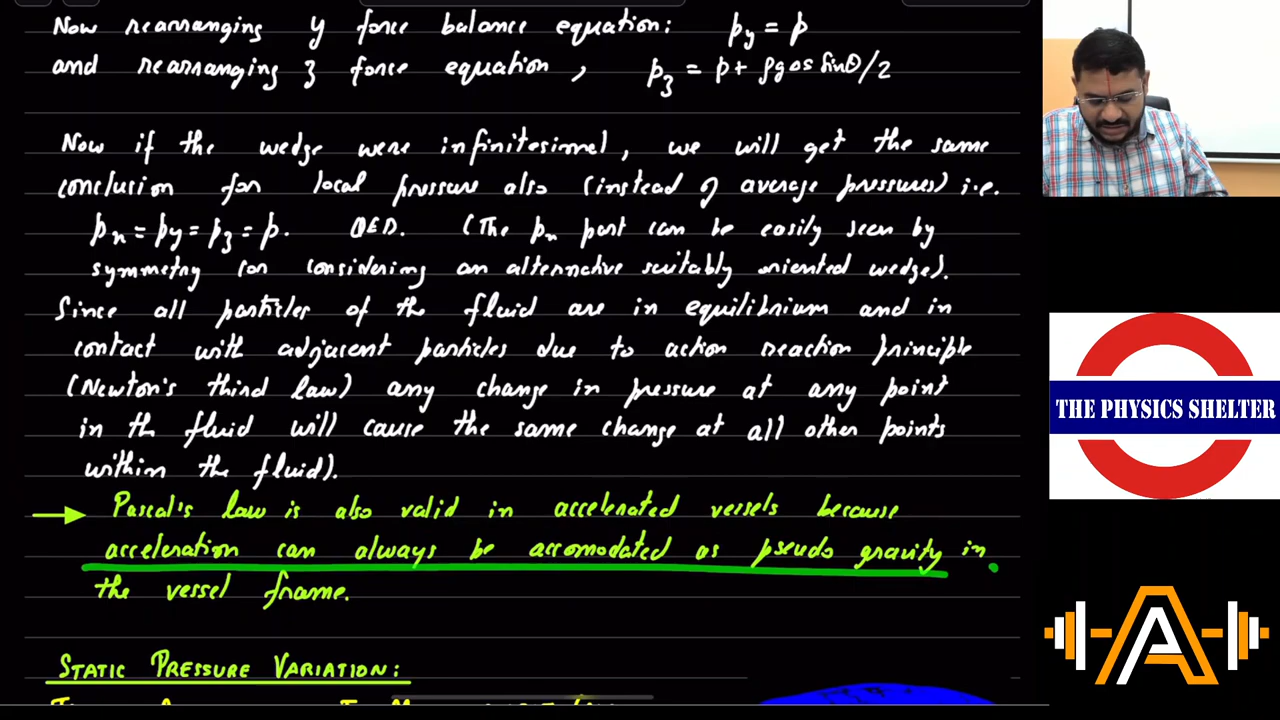 Now rearranging y force balance equation: py = p
and rearranging z force equation, pz = p + ρgΔs sinθ/2
Now if the wedge were infinitesimel, we will get the same
conclusion for local pressure also (instead of average pressures) i.e.
px = py = pz = p. QED. (The px part can be easily seen by
symmetry (or considering an alternative suitably oriented wedge).
Since all particles of the fluid are in equilibrium and in
contact with adjacent particles due to action reaction principle
(Newton's third law) any change in pressure at any point
in th fluid will cause the same change at all other points
within the fluid).
→ Pascal's law is also valid in accelerated vessels because
acceleration can always be accomodated as pseudo gravity in
the vessel frame.
STATIC PRESSURE VARIATION:
THE PHYSICS SHELTER